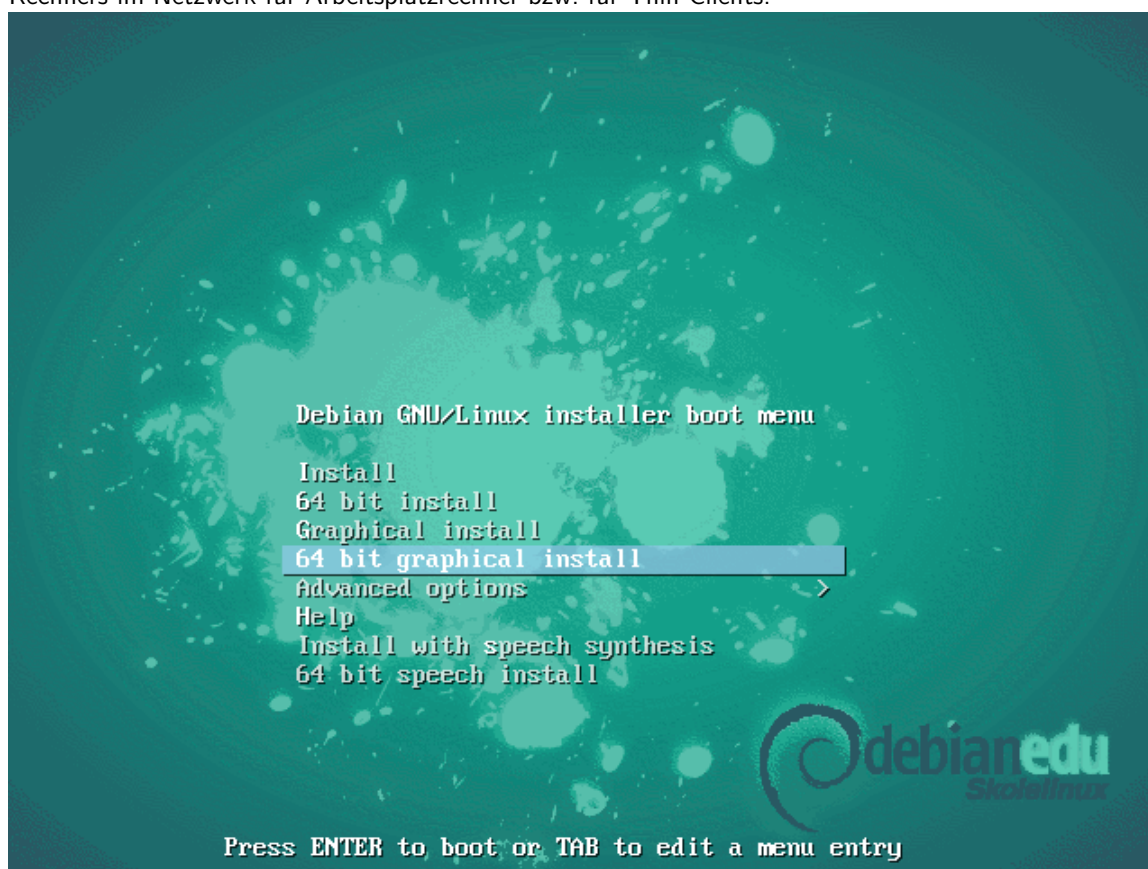 Rechners im Netzwerk für Arbeitsplatzrechner bzw. für Thin-Clients.
Debian GNU/Linux installer boot menu
Install
64 bit install
Graphical install
64 bit graphical install
Advanced options >
Help
Install with speech synthesis
64 bit speech install
debianedu
Skolelinux
Press ENTER to boot or TAB to edit a menu entry